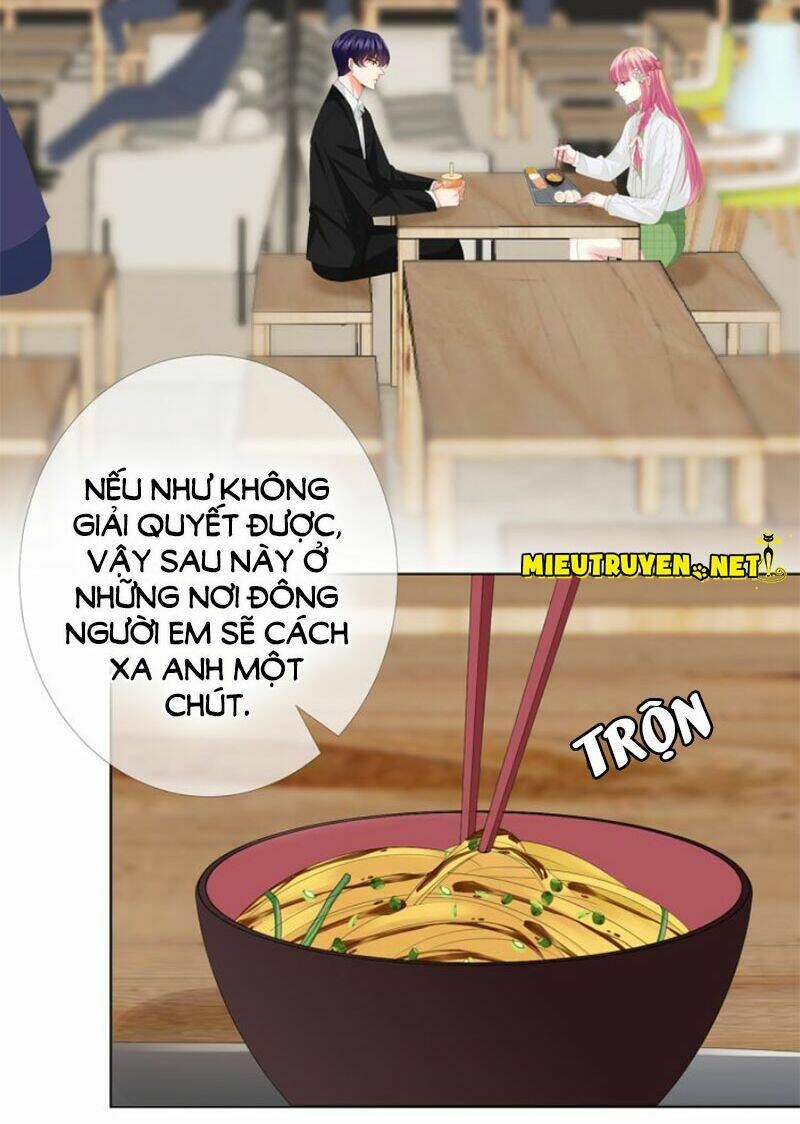 NẾU NHƯ KHÔNG
GIẢI QUYẾT ĐƯỢC,
VẬY SAU NÀY Ở
NHỮNG NƠI ĐÔNG
NGƯỜI EM SẼ CÁCH
XA ANH MỘT
CHÚT.
MIEUTRUYEN.NET
TRỘN